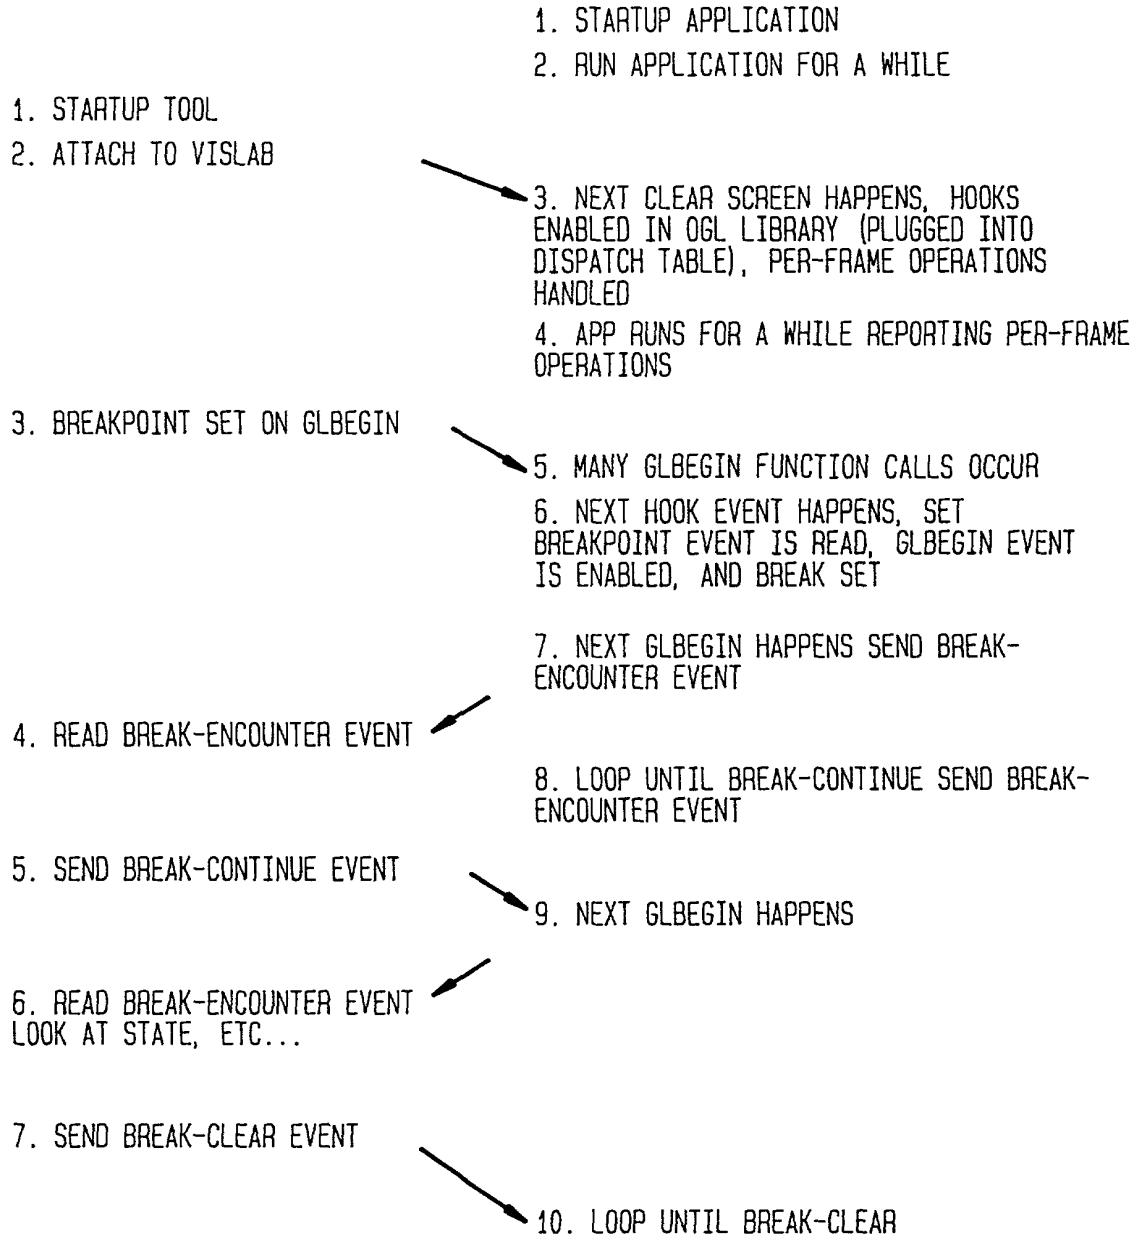 1. STARTUP APPLICATION
2. RUN APPLICATION FOR A WHILE
1. STARTUP TOOL
2. ATTACH TO VISLAB
3. NEXT CLEAR SCREEN HAPPENS, HOOKS
ENABLED IN OGL LIBRARY (PLUGGED INTO
DISPATCH TABLE), PER-FRAME OPERATIONS
HANDLED
4. APP RUNS FOR A WHILE REPORTING PER-FRAME
OPERATIONS
3. BREAKPOINT SET ON GLBEGIN
5. MANY GLBEGIN FUNCTION CALLS OCCUR
6. NEXT HOOK EVENT HAPPENS, SET
BREAKPOINT EVENT IS READ, GLBEGIN EVENT
IS ENABLED, AND BREAK SET
7. NEXT GLBEGIN HAPPENS SEND BREAK-
ENCOUNTER EVENT
4. READ BREAK-ENCOUNTER EVENT
8. LOOP UNTIL BREAK-CONTINUE SEND BREAK-
ENCOUNTER EVENT
5. SEND BREAK-CONTINUE EVENT
9. NEXT GLBEGIN HAPPENS
6. READ BREAK-ENCOUNTER EVENT
LOOK AT STATE, ETC...
7. SEND BREAK-CLEAR EVENT
10. LOOP UNTIL BREAK-CLEAR